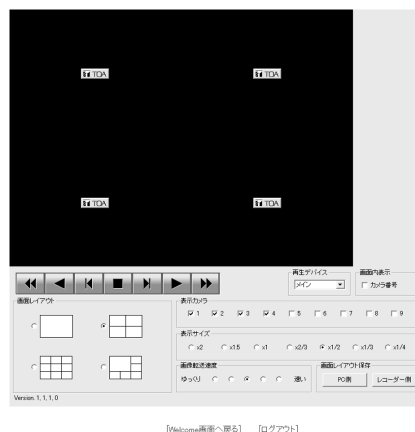 TOA TOA
TOA TOA
再生デバイス 画面内表示
メイン カメラ番号
画面レイアウト 表示カメラ
1 2 3 4 5 6 7 8 9
表示サイズ
x2 x1.5 x1 x2/3 x1/2 x1/3 x1/4
画像転送速度 画面レイアウト保存
ゆっくり 速い PC側 レコーダー側
Version. 1, 1, 1, 0
[Welcome画面へ戻る] [ログアウト]